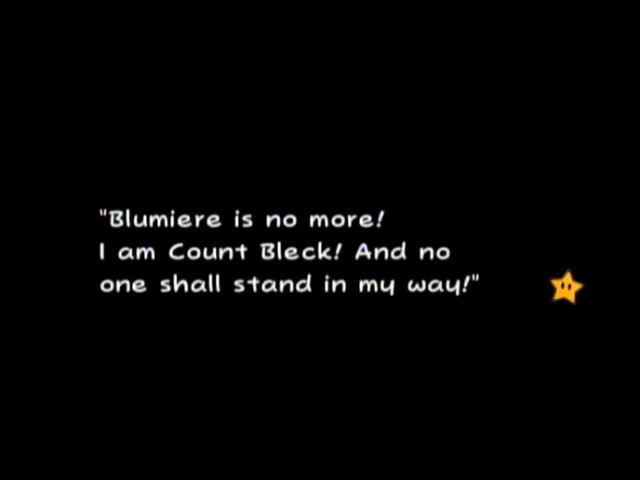 "Blumiere is no more!
I am Count Bleck! And no
one shall stand in my way!"